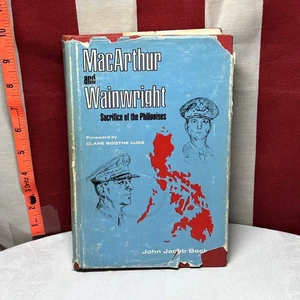 MacArthur
and
Wainwright
Sacrifice of the Philippines
Foreword by
CLARE BOOTHE LUCE
John Jacob Beck